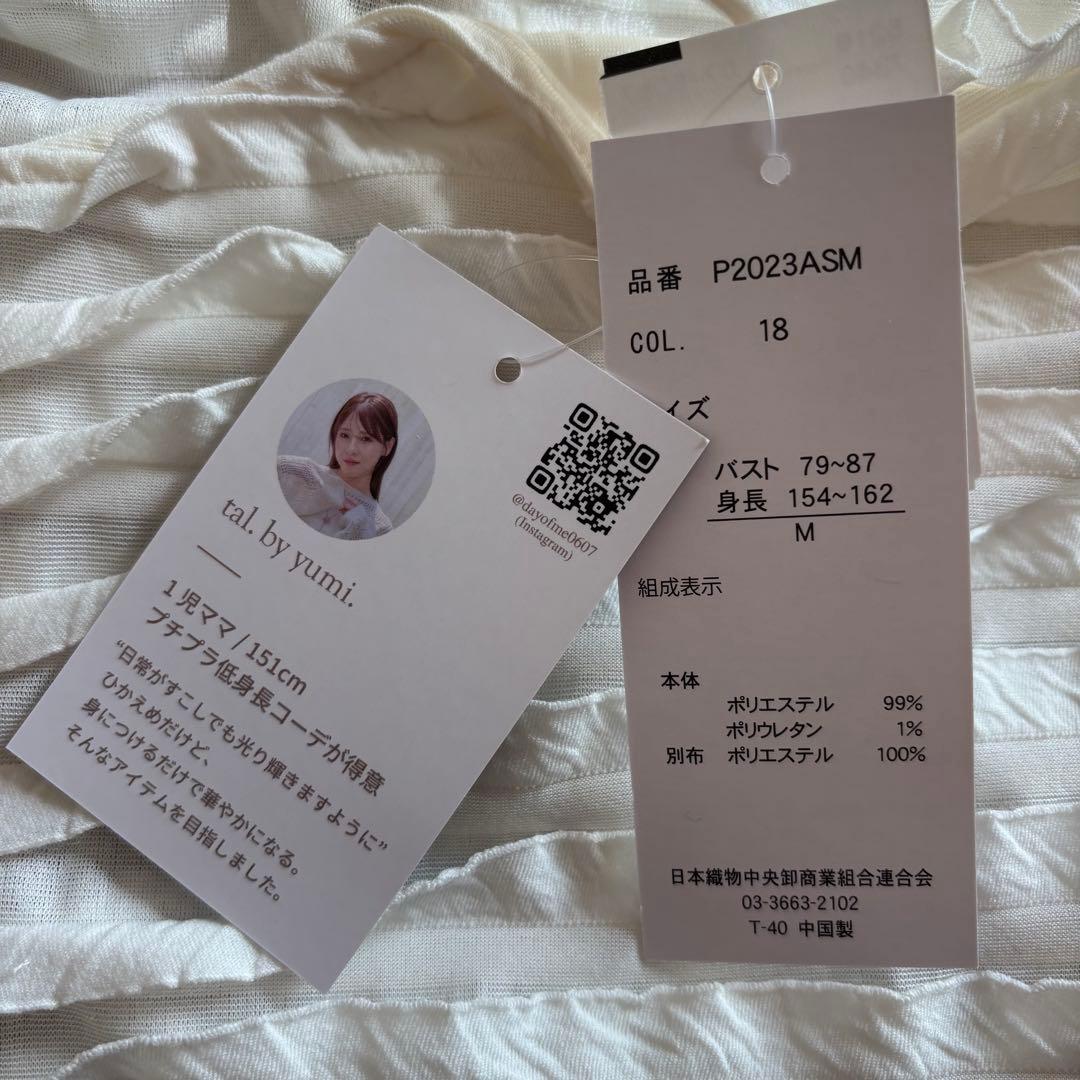 tal. by yumi.
@dayofme0607
(Instagram)
1児ママ / 151cm
プチプラ低身長コーデが得意
“日常がすこしでも光り輝きますように”
ひかえめだけど、
身につけるだけで華やかになる。
そんなアイテムを目指しました。
品番 P2023ASM
COL. 18
イズ
バスト 79~87
身長 154~162
M
組成表示
本体
ポリエステル 99%
ポリウレタン 1%
別布 ポリエステル 100%
日本織物中央卸商業組合連合会
03-3663-2102
T-40 中国製